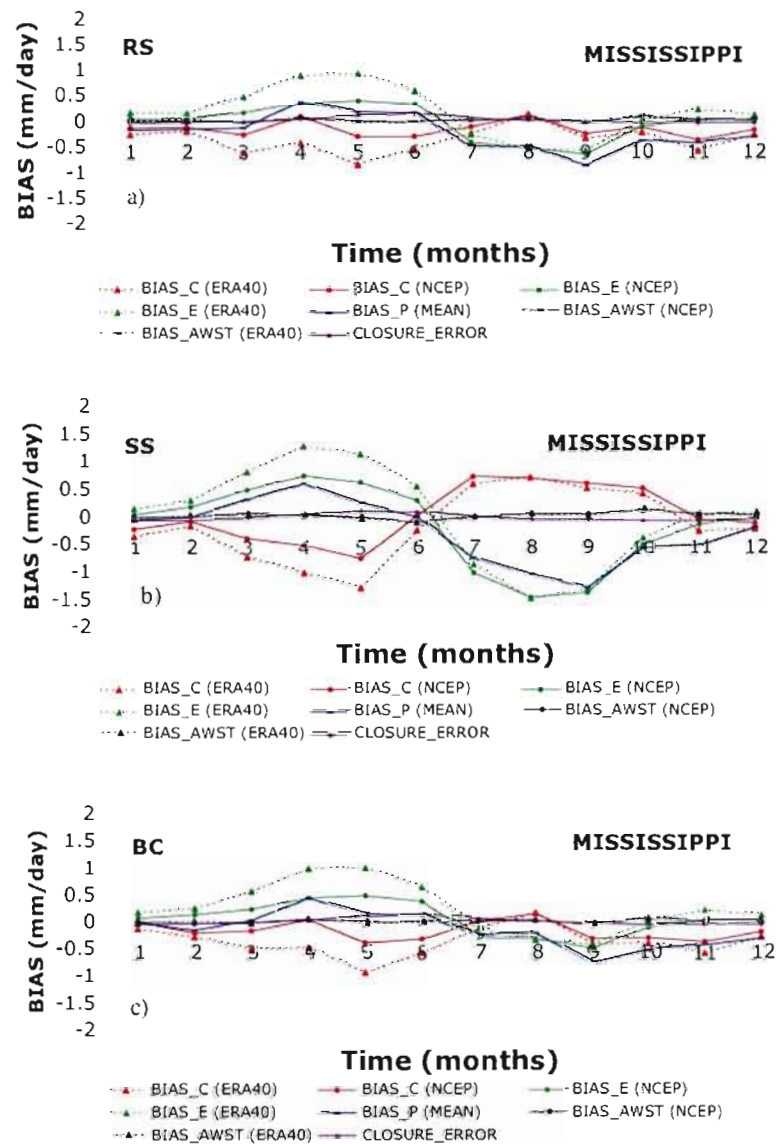 RS
MISSISSIPPI
BIAS (mm/day)
2
1.5
1
0.5
0
-0.5
-1
-1.5
-2
1 2 3 4 5 6 7 8 9 10 11 12
a)
Time (months)
BIAS_C (ERA40) BIAS_C (NCEP) BIAS_E (NCEP)
BIAS_E (ERA40) BIAS_P (MEAN) BIAS_AWST (NCEP)
BIAS_AWST (ERA40) CLOSURE_ERROR
SS
MISSISSIPPI
BIAS (mm/day)
2
1.5
1
0.5
0
-0.5
-1
-1.5
-2
1 2 3 4 5 6 7 8 9 10 11 12
b)
Time (months)
BIAS_C (ERA40) BIAS_C (NCEP) BIAS_E (NCEP)
BIAS_E (ERA40) BIAS_P (MEAN) BIAS_AWST (NCEP)
BIAS_AWST (ERA40) CLOSURE_ERROR
BC
MISSISSIPPI
BIAS (mm/day)
2
1.5
1
0.5
0
-0.5
-1
-1.5
-2
1 2 3 4 5 6 7 8 9 10 11 12
c)
Time (months)
BIAS_C (ERA40) BIAS_C (NCEP) BIAS_E (NCEP)
BIAS_E (ERA40) BIAS_P (MEAN) BIAS_AWST (NCEP)
BIAS_AWST (ERA40) CLOSURE_ERROR